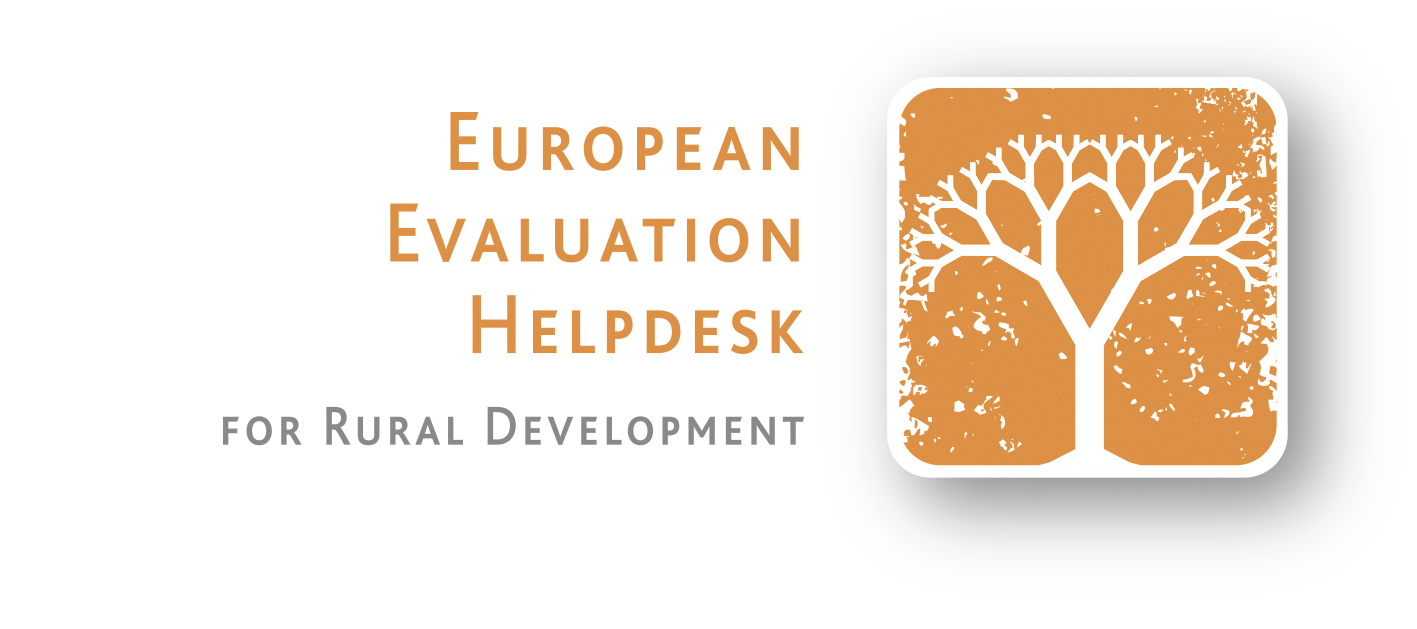 European
Evaluation
Helpdesk
for Rural Development